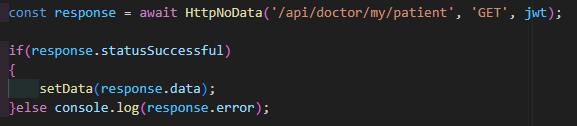 const response = await HttpNoData('/api/doctor/my/patient', 'GET', jwt);
if(response.statusSuccessful)
{
    setData(response.data);
}else console.log(response.error);